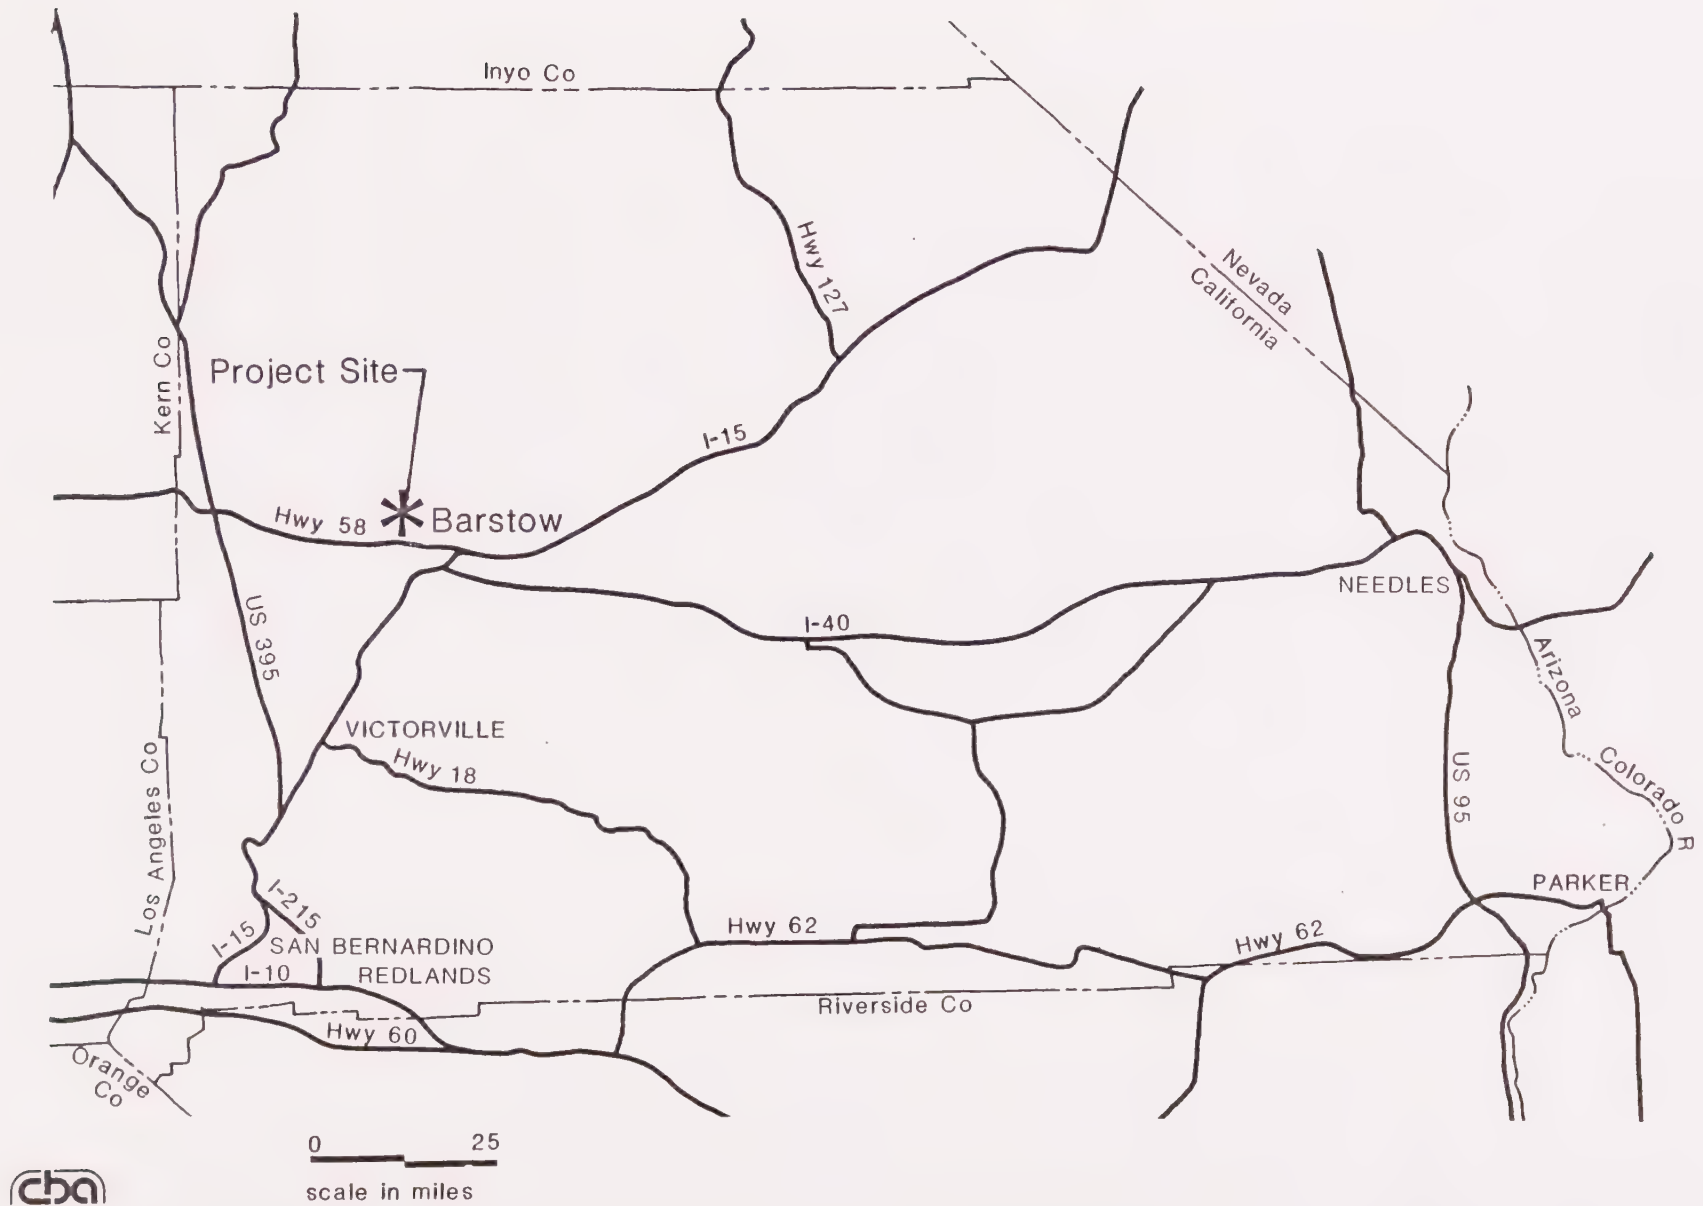 Inyo Co
Hwy 127
Nevada
California
Kern Co
Project Site
I-15
Hwy 58
Barstow
US 395
I-40
NEEDLES
Arizona
VICTORVILLE
Hwy 18
Los Angeles Co
US 95
Colorado R
PARKER
I-215
I-15
SAN BERNARDINO
I-10
REDLANDS
Hwy 62
Hwy 62
Riverside Co
Hwy 60
Orange
Co
0 25
scale in miles
cba